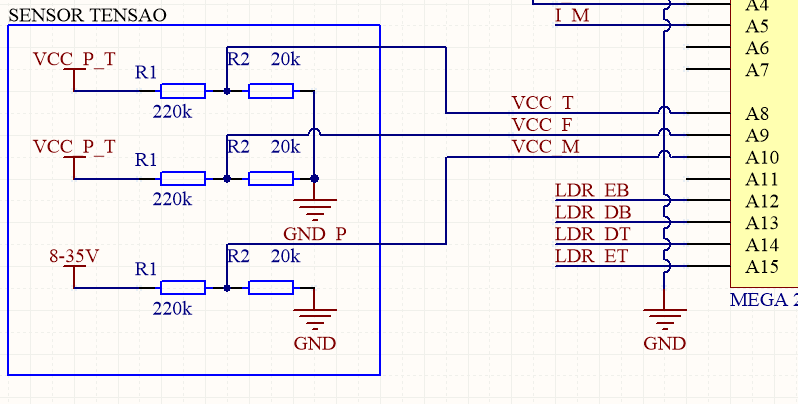 SENSOR TENSAO
VCC_P_T
R1
220k
R2
20k
VCC_P_T
R1
220k
R2
20k
GND_P
8-35V
R1
220k
R2
20k
GND
I_M
VCC_T
VCC_F
VCC_M
LDR_EB
LDR_DB
LDR_DT
LDR_ET
GND
A4
A5
A6
A7
A8
A9
A10
A11
A12
A13
A14
A15
MEGA 2